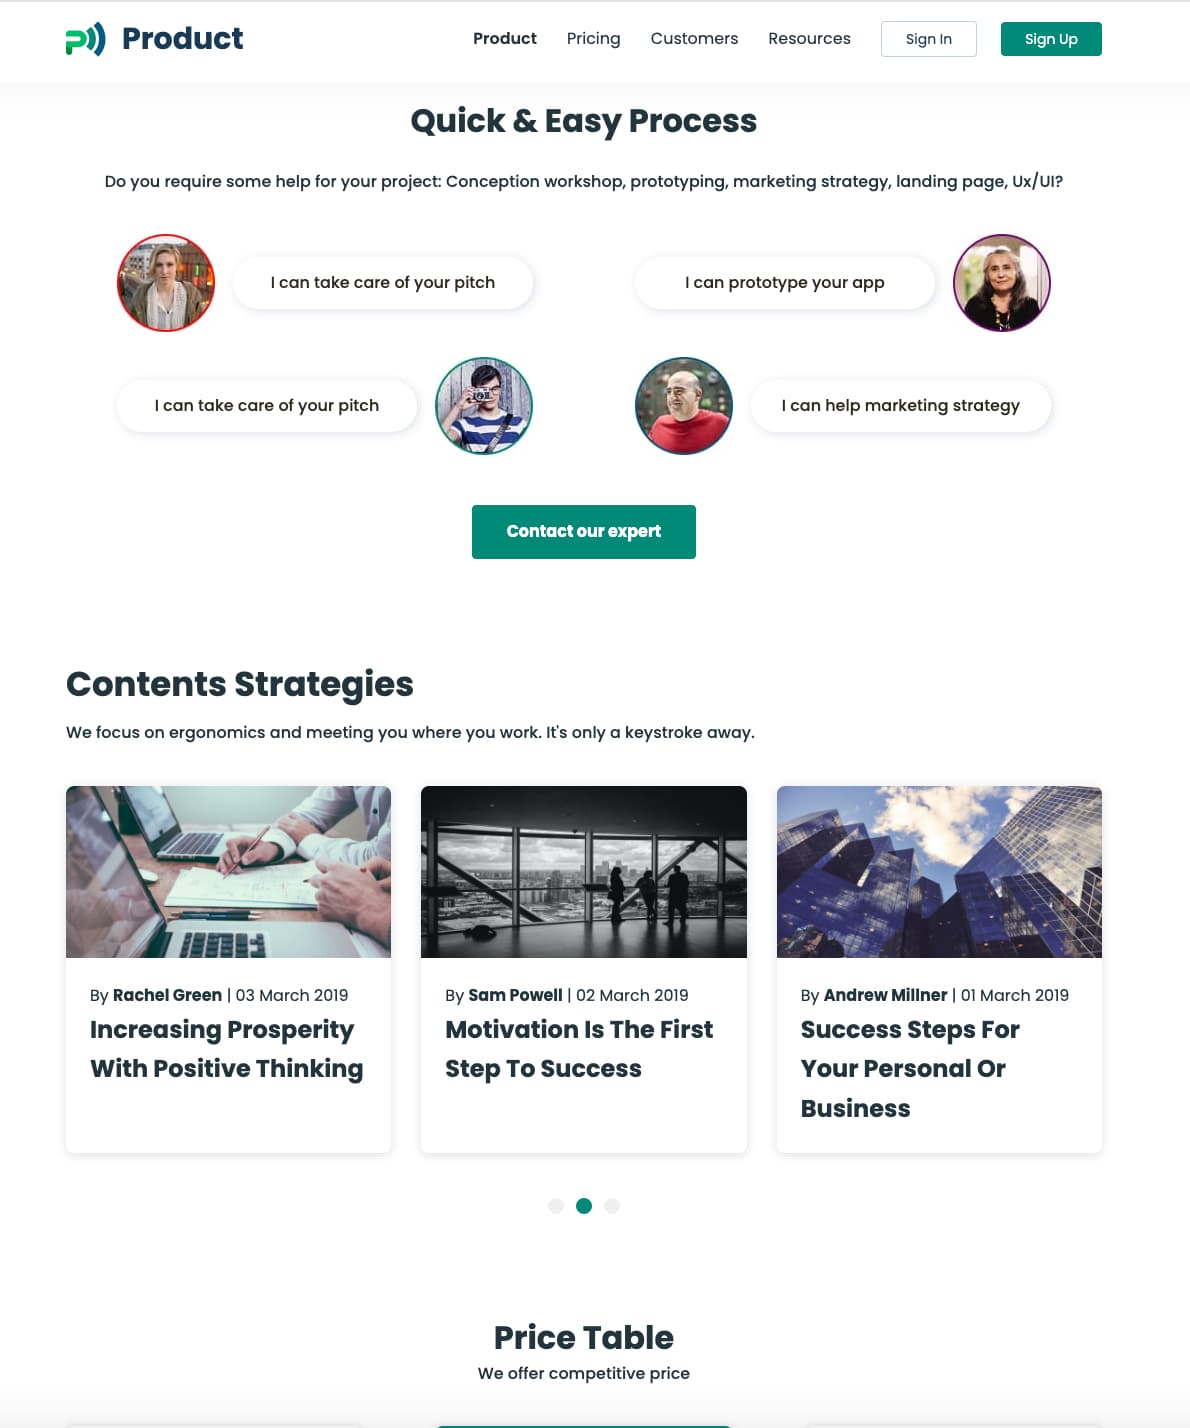 Product
Product Pricing Customers Resources Sign In Sign Up
Quick & Easy Process
Do you require some help for your project: Conception workshop, prototyping, marketing strategy, landing page, Ux/UI?
I can take care of your pitch
I can prototype your app
I can take care of your pitch
I can help marketing strategy
Contact our expert
Contents Strategies
We focus on ergonomics and meeting you where you work. It's only a keystroke away.
By Rachel Green | 03 March 2019
Increasing Prosperity
With Positive Thinking
By Sam Powell | 02 March 2019
Motivation Is The First
Step To Success
By Andrew Millner | 01 March 2019
Success Steps For
Your Personal Or
Business
Price Table
We offer competitive price